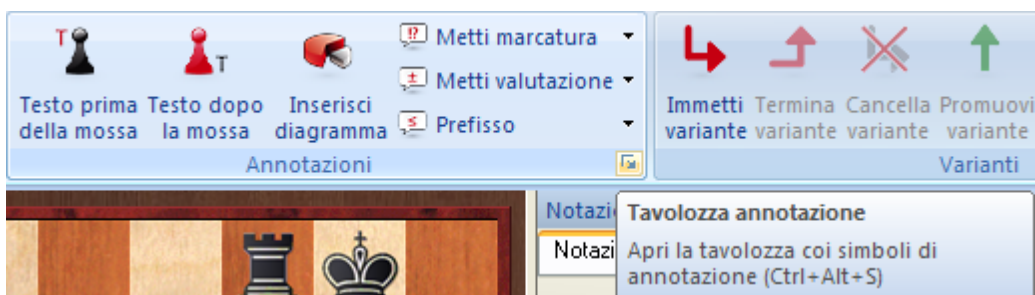 Testo prima
della mossa
Testo dopo
la mossa
Inserisci
diagramma
Metti marcatura
Metti valutazione
Prefisso
Annotazioni
Immetti
variante
Termina
variante
Cancella
variante
Promuovi
variante
Varianti
Notazi
Notazi
Tavolozza annotazione
Apri la tavolozza coi simboli di
annotazione (Ctrl+Alt+S)